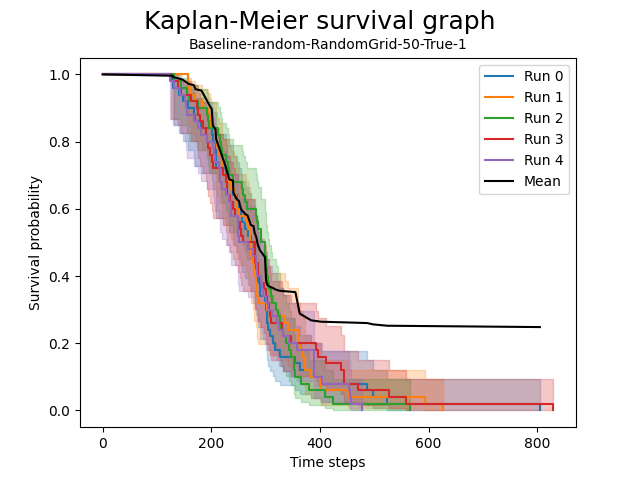 Kaplan-Meier survival graph
Baseline-random-RandomGrid-50-True-1
Survival probability
1.0
0.8
0.6
0.4
0.2
0.0
Run 0
Run 1
Run 2
Run 3
Run 4
Mean
0 200 400 600 800
Time steps